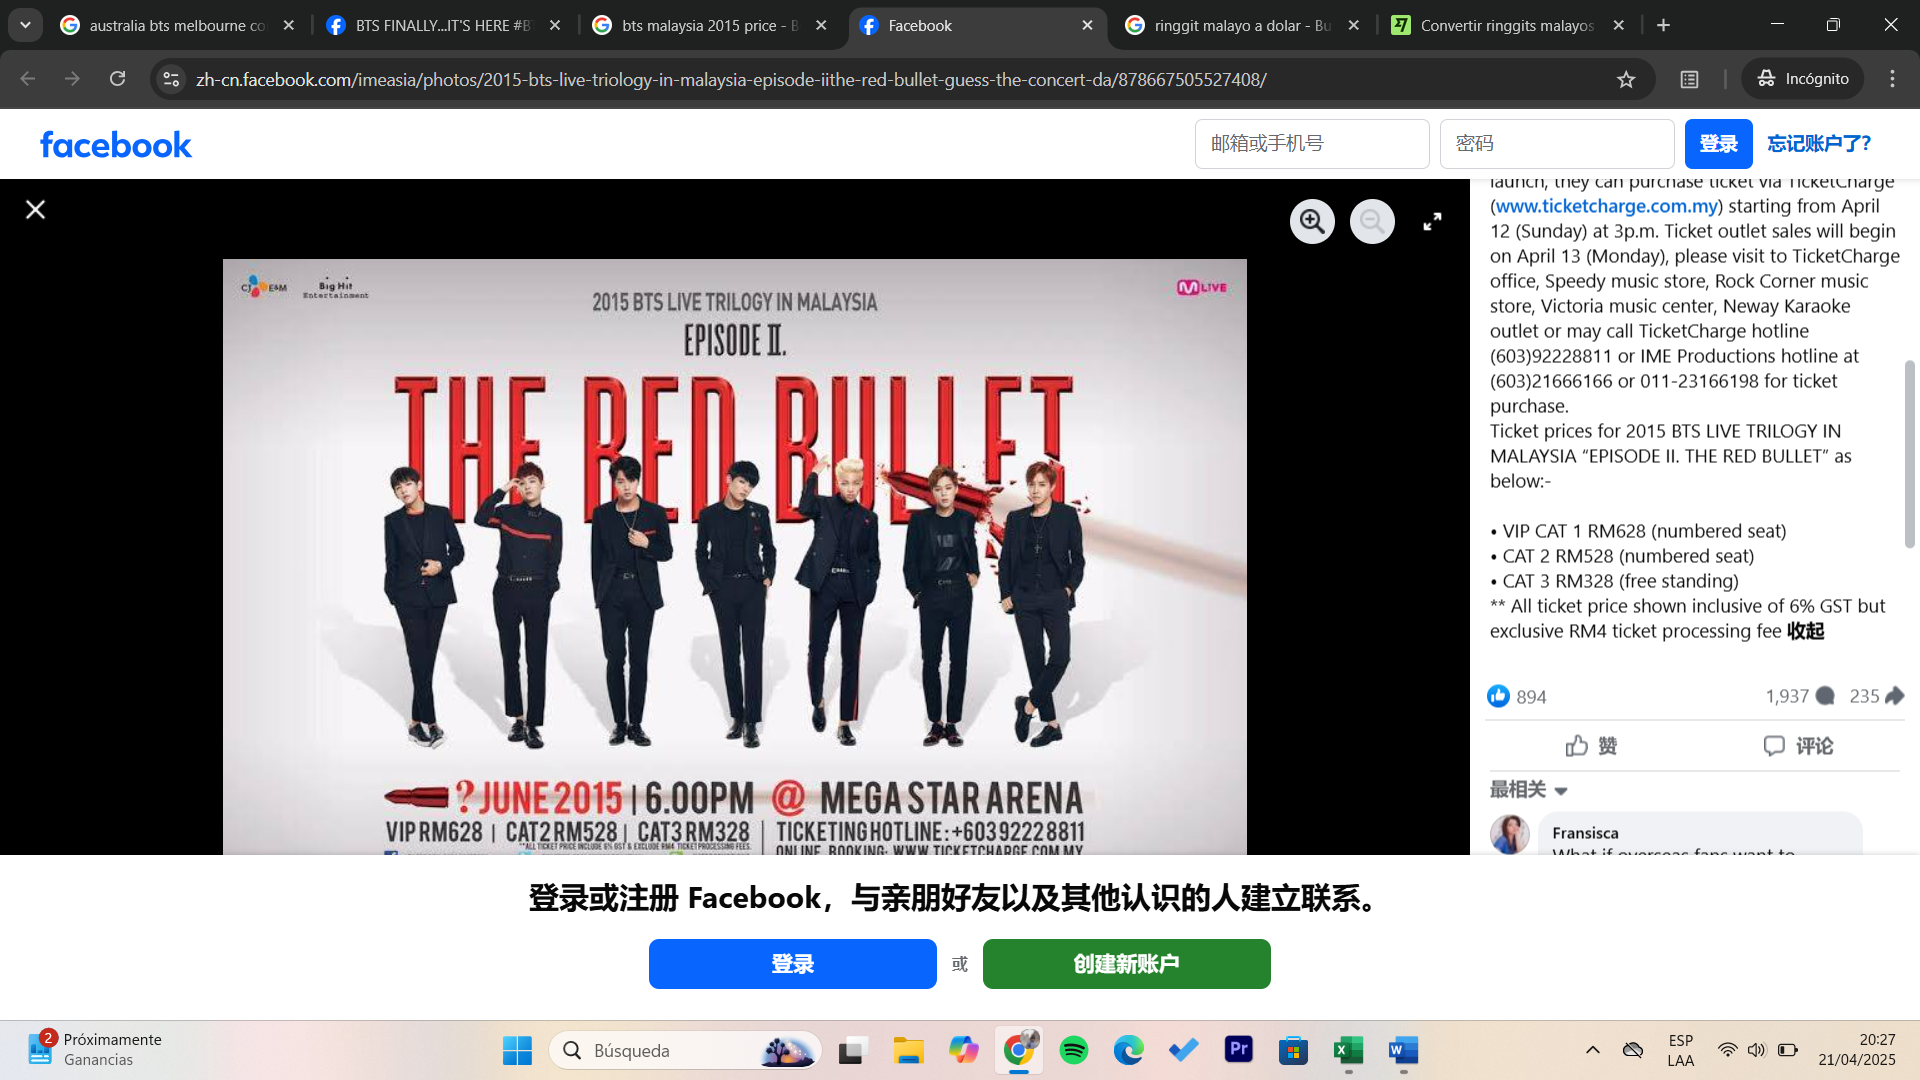 australia bts melbourne co
BTS FINALLY...IT'S HERE #B
bts malaysia 2015 price - B
Facebook
ringgit malayo a dolar - Bu
Convertir ringgits malayos
zh-cn.facebook.com/imeasia/photos/2015-bts-live-triology-in-malaysia-episode-iithe-red-bullet-guess-the-concert-da/878667505527408/
Incógnito
facebook
邮箱或手机号
密码
登录
忘记账户了?
CJ E&M
Big Hit
Entertainment
M LIVE
2015 BTS LIVE TRILOGY IN MALAYSIA
EPISODE II.
THE RED BULLET
? JUNE 2015 | 6.00PM @ MEGA STAR ARENA
VIP RM628 | CAT2 RM528 | CAT3 RM328
**ALL TICKET PRICE INCLUDE 6% GST & EXCLUDE RM4 TICKET PROCESSING FEES.
TICKETING HOTLINE : +603 9222 8811
ONLINE BOOKING: WWW.TICKETCHARGE.COM.MY
launch, they can purchase ticket via TicketCharge
(www.ticketcharge.com.my) starting from April
12 (Sunday) at 3p.m. Ticket outlet sales will begin
on April 13 (Monday), please visit to TicketCharge
office, Speedy music store, Rock Corner music
store, Victoria music center, Neway Karaoke
outlet or may call TicketCharge hotline
(603)92228811 or IME Productions hotline at
(603)21666166 or 011-23166198 for ticket
purchase.
Ticket prices for 2015 BTS LIVE TRILOGY IN
MALAYSIA “EPISODE II. THE RED BULLET” as
below:-
• VIP CAT 1 RM628 (numbered seat)
• CAT 2 RM528 (numbered seat)
• CAT 3 RM328 (free standing)
** All ticket price shown inclusive of 6% GST but
exclusive RM4 ticket processing fee 收起
894
1,937
235
赞
评论
最相关
Fransisca
What if overseas fans want to
登录或注册 Facebook，与亲朋好友以及其他认识的人建立联系。
登录
或
创建新账户
2
Próximamente
Ganancias
Búsqueda
Pr
ESP
LAA
20:27
21/04/2025